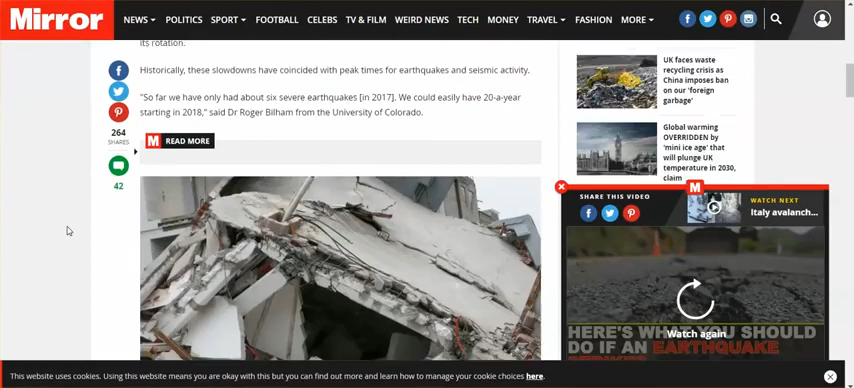 Mirror
NEWS POLITICS SPORT FOOTBALL CELEBS TV & FILM WEIRD NEWS TECH MONEY TRAVEL FASHION MORE
its rotation.
Historically, these slowdowns have coincided with peak times for earthquakes and seismic activity.
"So far we have only had about six severe earthquakes [in 2017]. We could easily have 20-a-year
starting in 2018," said Dr Roger Bilham from the University of Colorado.
264
SHARES
42
M READ MORE
UK faces waste
recycling crisis as
China imposes ban
on our 'foreign
garbage'
Global warming
OVERRIDDEN by
'mini ice age' that
will plunge UK
temperature in 2030,
claim
M
SHARE THIS VIDEO
WATCH NEXT
Italy avalanch...
Watch again
HERE'S WHAT YOU SHOULD
DO IF AN EARTHQUAKE
This website uses cookies. Using this website means you are okay with this but you can find out more and learn how to manage your cookie choices here.